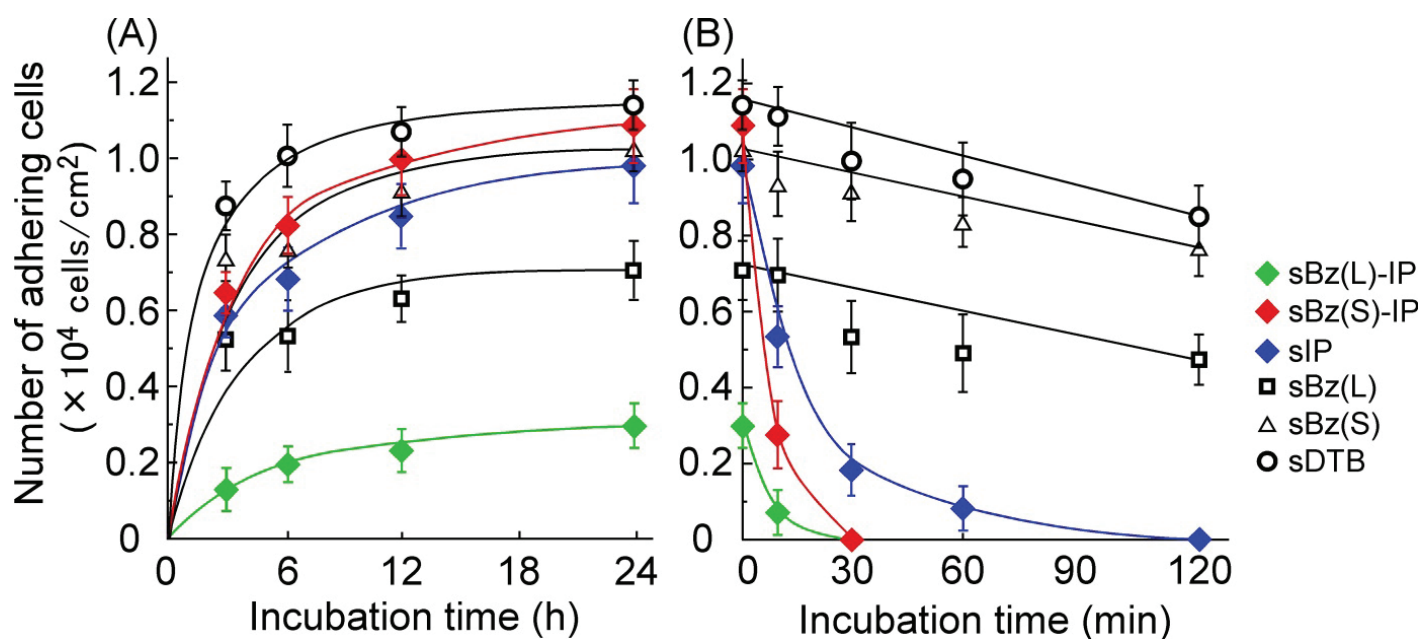 (A)
Number of adhering cells
(× 10⁴ cells/cm²)
1.2
1.0
0.8
0.6
0.4
0.2
0
0 6 12 18 24
Incubation time (h)
(B)
1.2
1.0
0.8
0.6
0.4
0.2
0
0 30 60 90 120
Incubation time (min)
sBz(L)-IP
sBz(S)-IP
sIP
sBz(L)
sBz(S)
sDTB